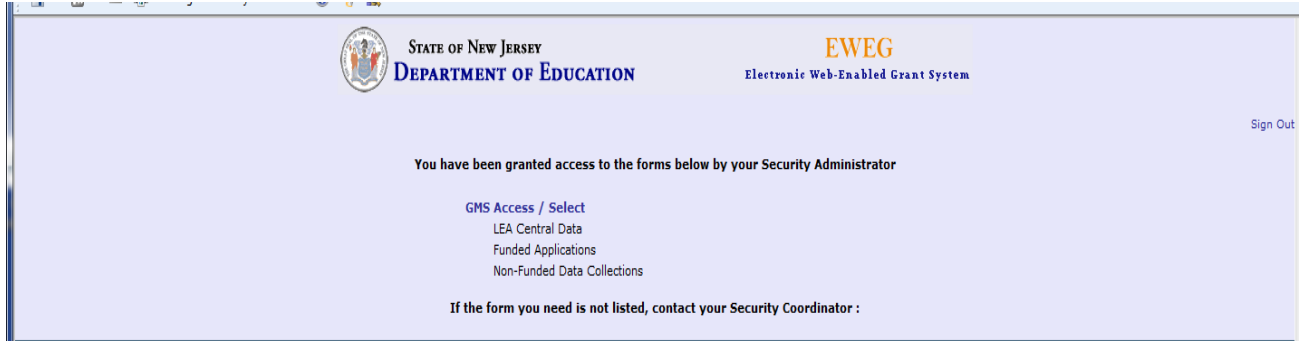 STATE OF NEW JERSEY
DEPARTMENT OF EDUCATION
EWEG
Electronic Web-Enabled Grant System
Sign Out
You have been granted access to the forms below by your Security Administrator
GMS Access / Select
LEA Central Data
Funded Applications
Non-Funded Data Collections
If the form you need is not listed, contact your Security Coordinator :